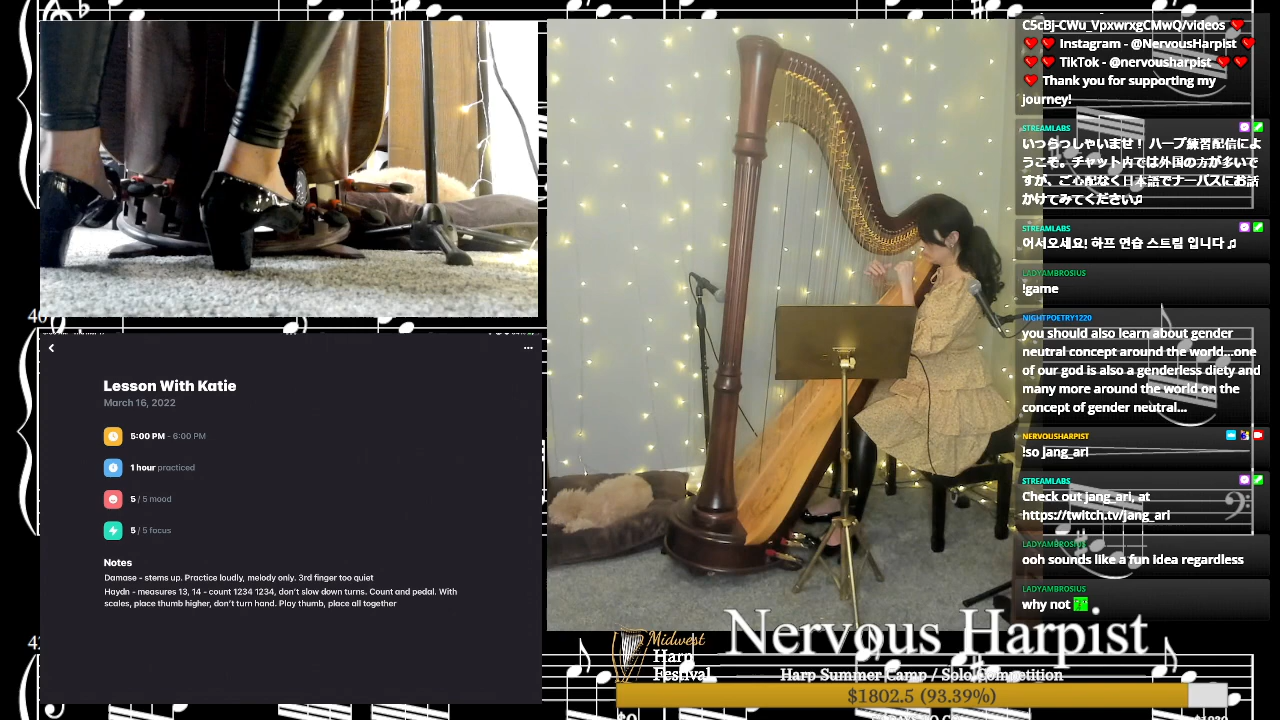 40
42
Lesson With Katie
March 16, 2022
5:00 PM - 6:00 PM
1 hour practiced
5 / 5 mood
5 / 5 focus
Notes
Damase - stems up. Practice loudly, melody only. 3rd finger too quiet
Haydn - measures 13, 14 - count 1234 1234, don't slow down turns. Count and pedal. With
scales, place thumb higher, don't turn hand. Play thumb, place all together
C5cBj-CWu_VpxwrxgCMwQ/videos
Instagram - @NervousHarpist
TikTok - @nervousharpist
Thank you for supporting my
journey!
STREAMLABS
いらっしゃいませ！ ハープ練習配信によ
うこそ。チャット内では外国の方が多いで
すが、ご心配なく日本語でナーバスにお話
かけてみてください♫
STREAMLABS
어서오세요! 하프 연습 스트림 입니다 ♫
LADYAMBROSIUS
!game
NIGHTPOETRY1220
you should also learn about gender
neutral concept around the world...one
of our god is also a genderless diety and
many more around the world on the
concept of gender neutral...
NERVOUSHARPIST
!so jang_ari
STREAMLABS
Check out jang_ari, at
https://twitch.tv/jang_ari
LADYAMBROSIUS
ooh sounds like a fun idea regardless
LADYAMBROSIUS
why not
Midwest
Harp
Festival
Nervous Harpist
Harp Summer Camp / Solo Competition
$1802.5 (93.39%)